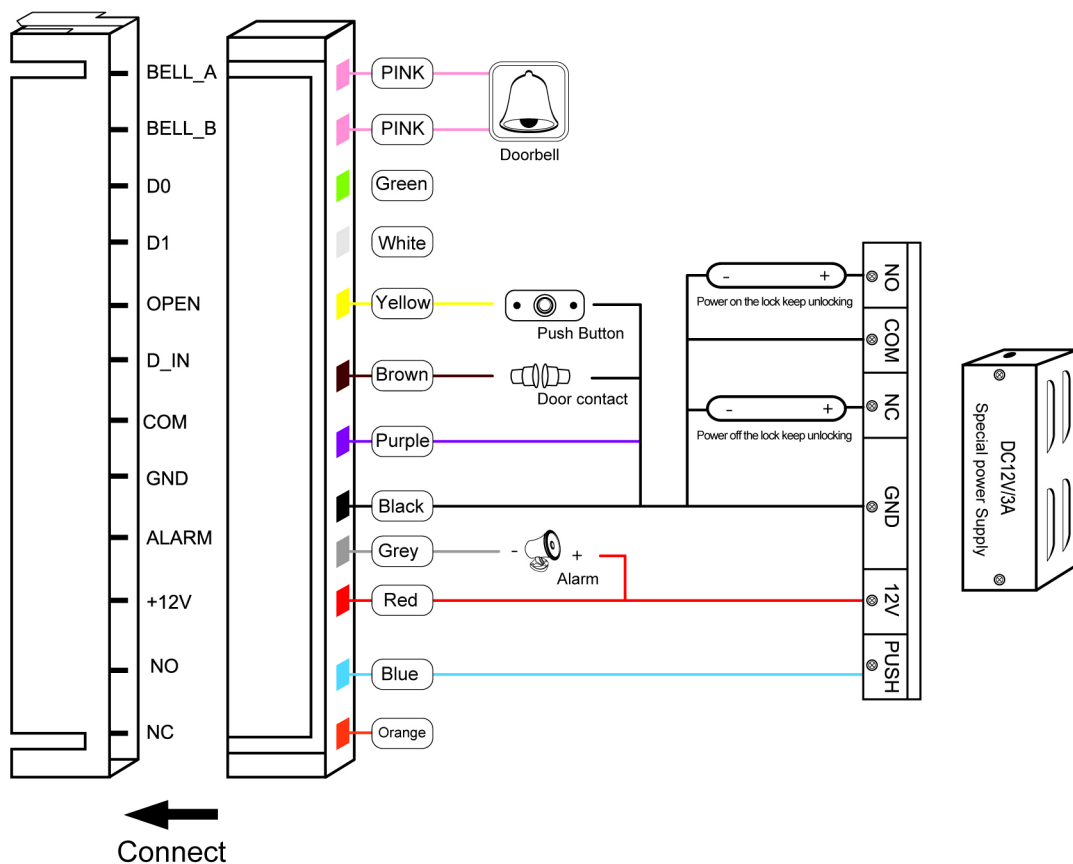 BELL_A
BELL_B
D0
D1
OPEN
D_IN
COM
GND
ALARM
+12V
NO
NC
PINK
PINK
Green
White
Yellow
Brown
Purple
Black
Grey
Red
Blue
Orange
Doorbell
Push Button
Door contact
- +
Alarm
- +
Power on the lock keep unlocking
- +
Power off the lock keep unlocking
NO
COM
NC
GND
12V
PUSH
DC12V/3A
Special power Supply
Connect